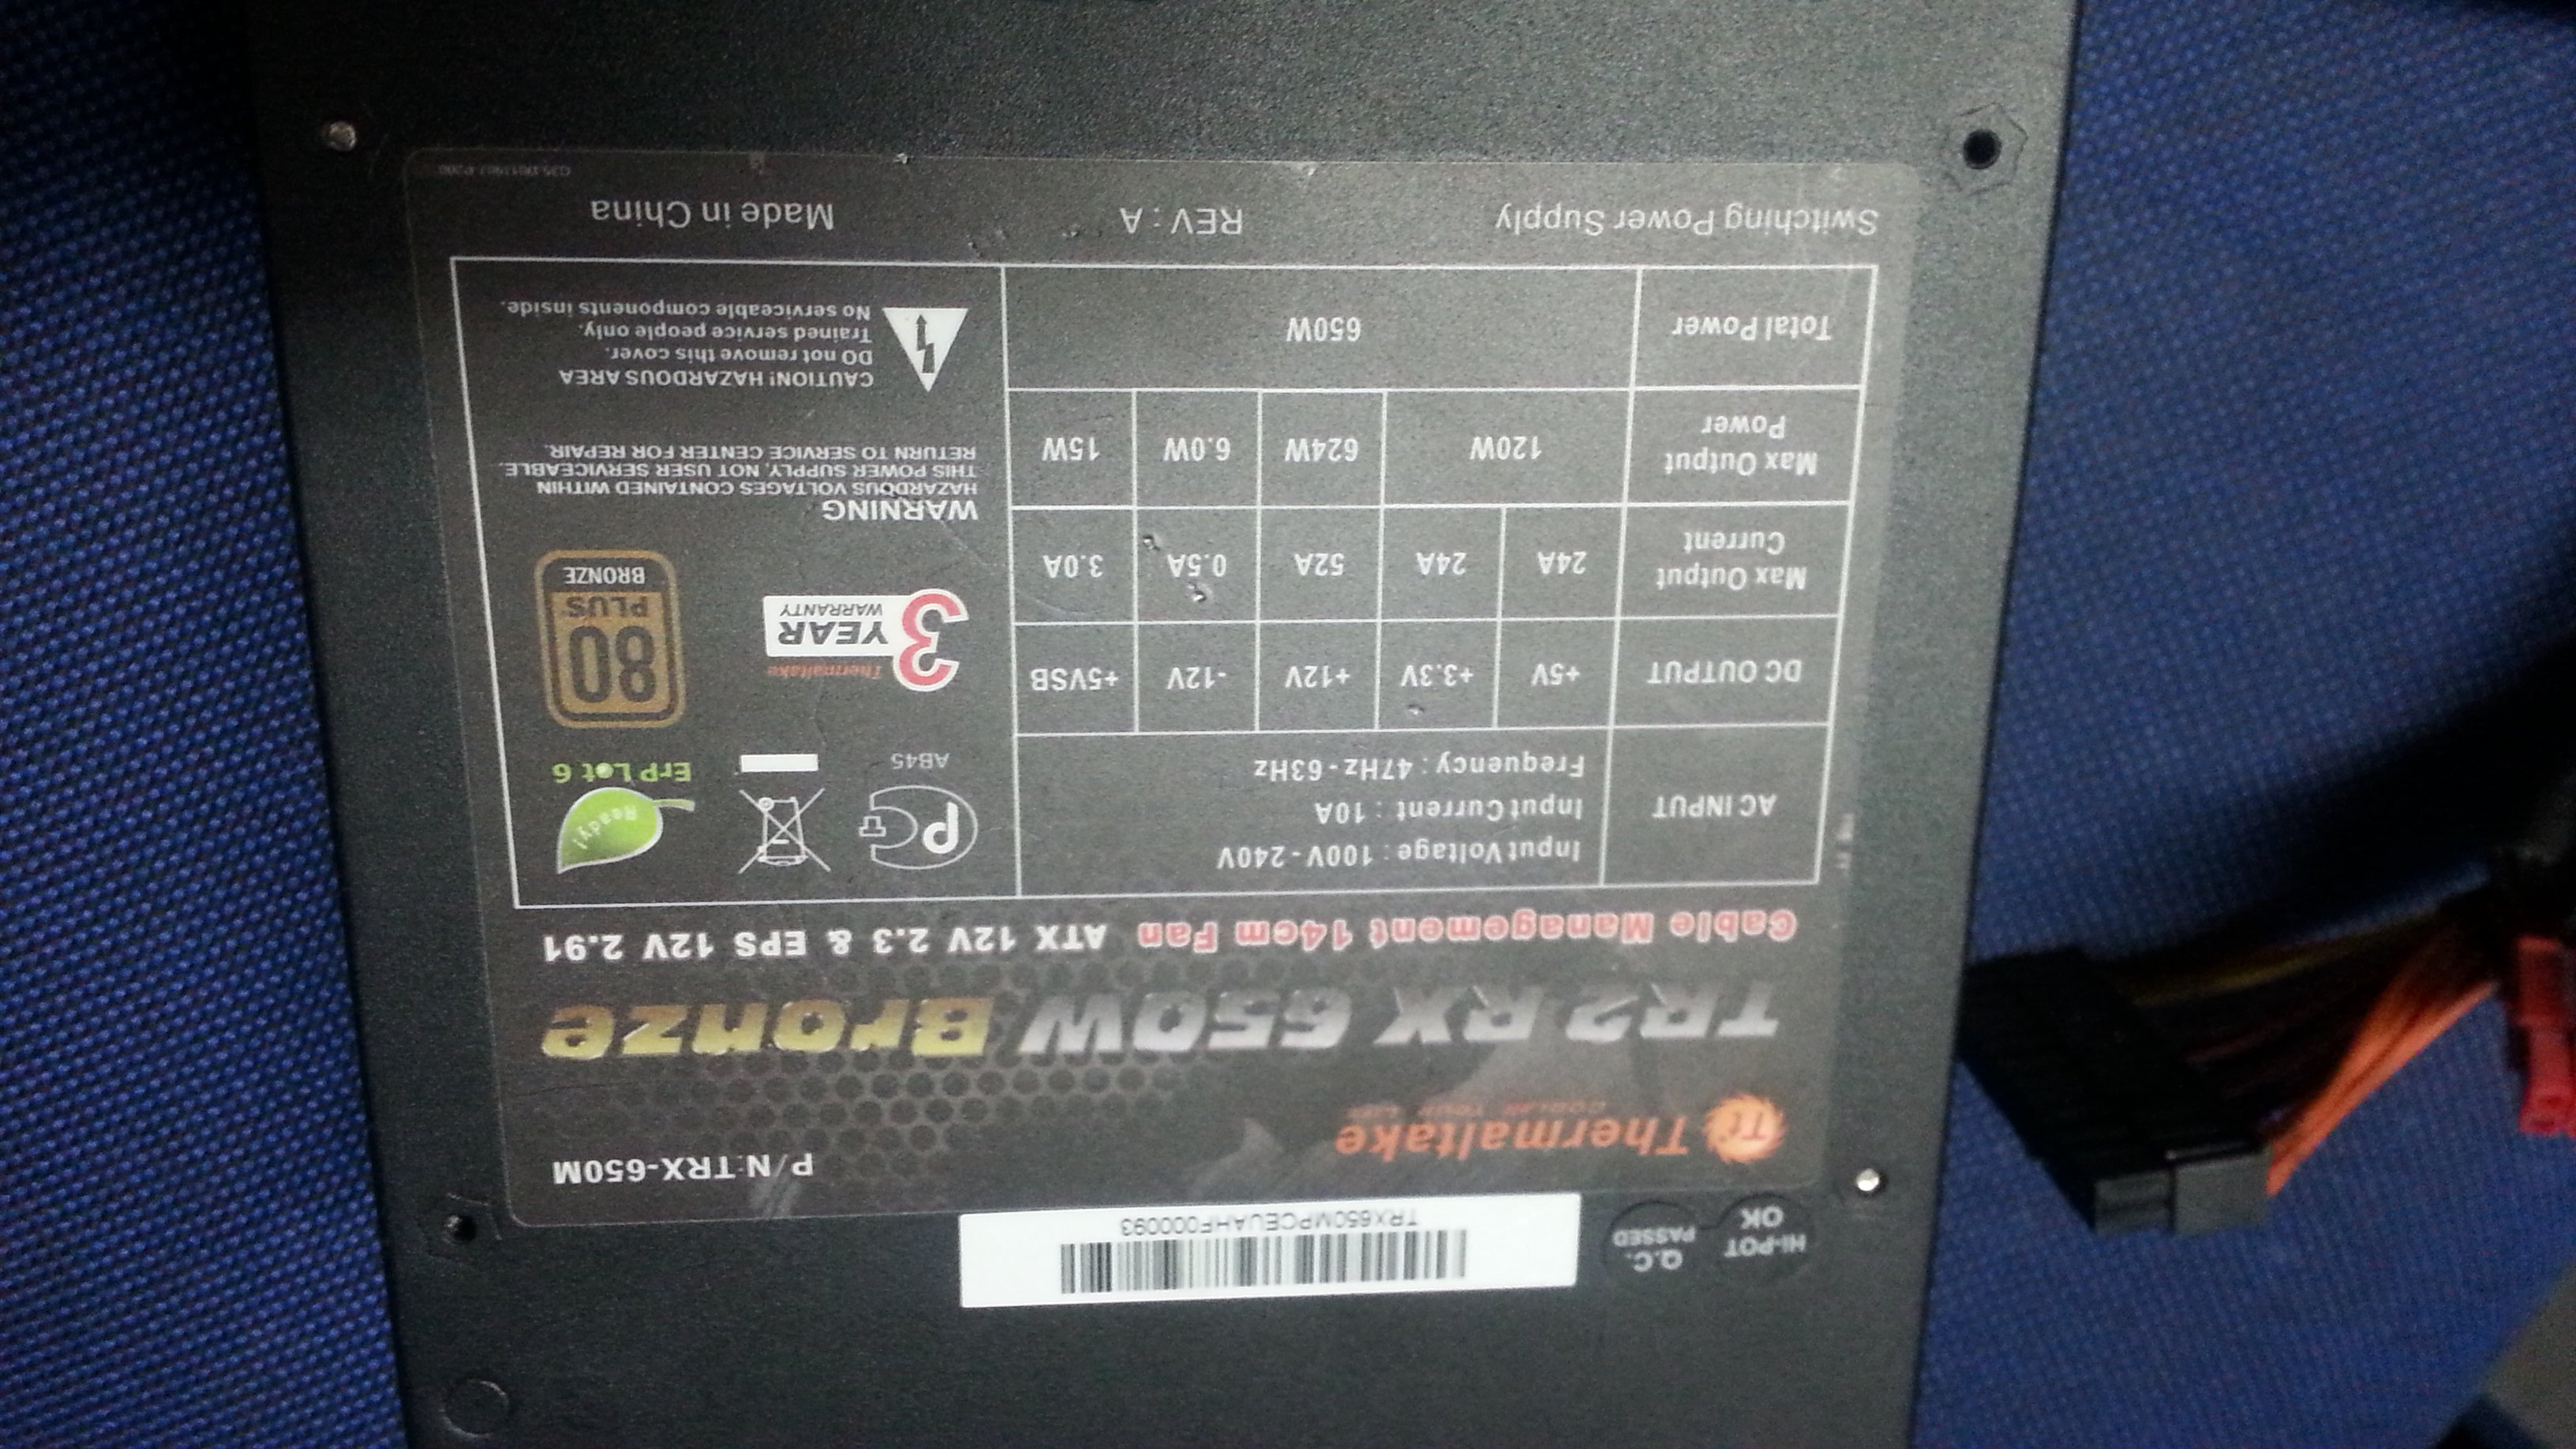 HI-POT
OK
Q.C.
PASSED
TRX650MPCEUAHF000093
Thermaltake
COOLER YOUR LIFE
P/N:TRX-650M
TR2 RX 650W Bronze
Cable Management 14cm Fan ATX 12V 2.3 & EPS 12V 2.91
AC INPUT
Input Voltage : 100V - 240V
Input Current : 10A
Frequency : 47Hz - 63Hz
DC OUTPUT +5V +3.3V +12V -12V +5VSB
Max Output Current 24A 24A 52A 0.5A 3.0A
Max Output Power 120W 624W 6.0W 15W
Total Power 650W
AB45
Ready!
ErP Lot 6
Thermaltake
3 YEAR
WARRANTY
80
PLUS
BRONZE
WARNING
HAZARDOUS VOLTAGES CONTAINED WITHIN
THIS POWER SUPPLY, NOT USER SERVICEABLE.
RETURN TO SERVICE CENTER FOR REPAIR.
CAUTION! HAZARDOUS AREA
DO not remove this cover.
Trained service people only.
No serviceable components inside.
Switching Power Supply REV : A Made in China